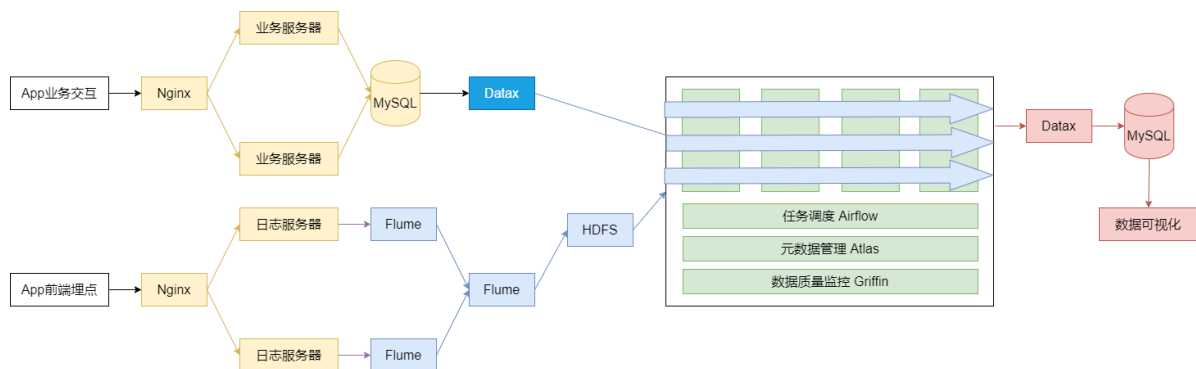 App业务交互
Nginx
业务服务器
业务服务器
MySQL
Datax
App前端埋点
Nginx
日志服务器
日志服务器
Flume
Flume
Flume
HDFS
任务调度 Airflow
元数据管理 Atlas
数据质量监控 Griffin
Datax
MySQL
数据可视化